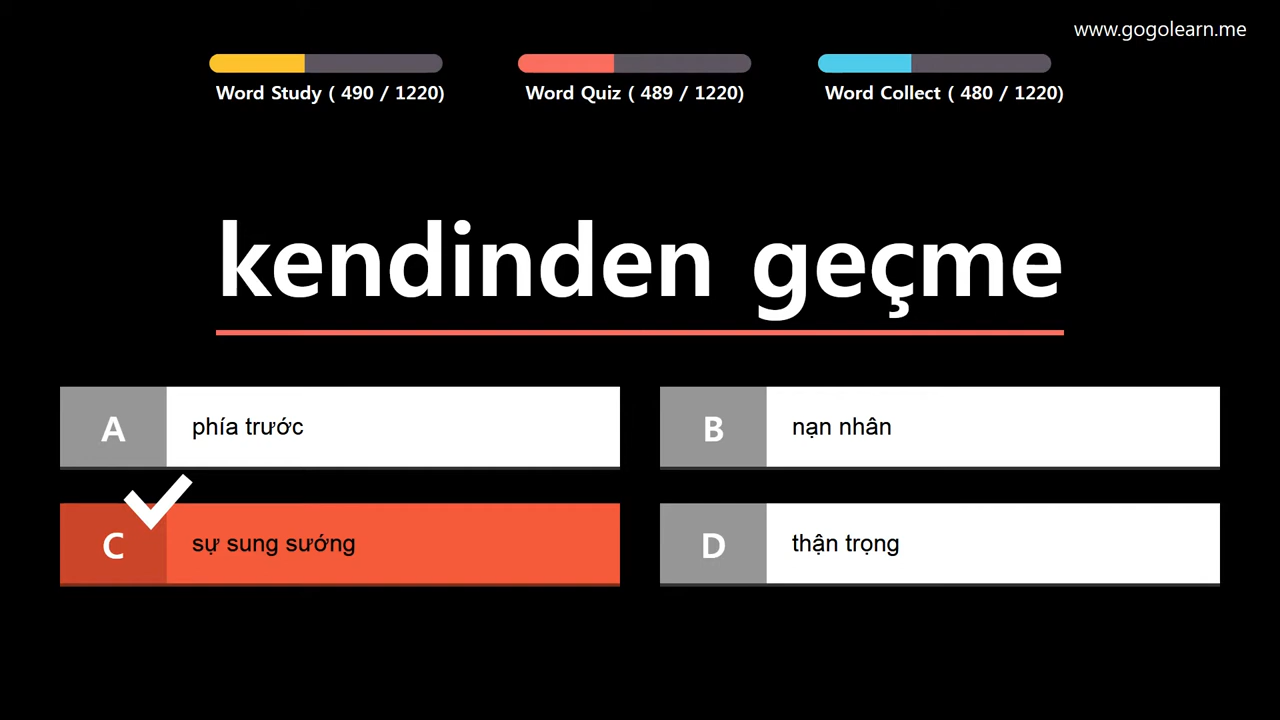 www.gogolearn.me
Word Study ( 490 / 1220)
Word Quiz ( 489 / 1220)
Word Collect ( 480 / 1220)
kendinden geçme
A phía trước
B nạn nhân
C sự sung sướng
D thận trọng